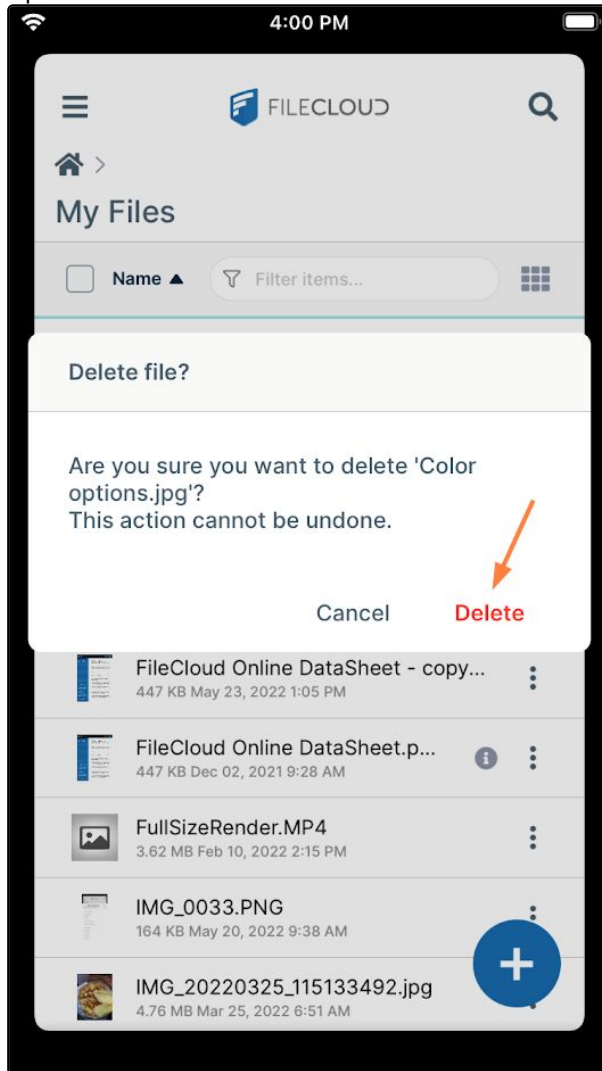 4:00 PM
FILECLOUD
My Files
Name
Filter items...
Delete file?
Are you sure you want to delete 'Color
options.jpg'?
This action cannot be undone.
Cancel Delete
FileCloud Online DataSheet - copy...
447 KB May 23, 2022 1:05 PM
FileCloud Online DataSheet.p...
447 KB Dec 02, 2021 9:28 AM
FullSizeRender.MP4
3.62 MB Feb 10, 2022 2:15 PM
IMG_0033.PNG
164 KB May 20, 2022 9:38 AM
IMG_20220325_115133492.jpg
4.76 MB Mar 25, 2022 6:51 AM